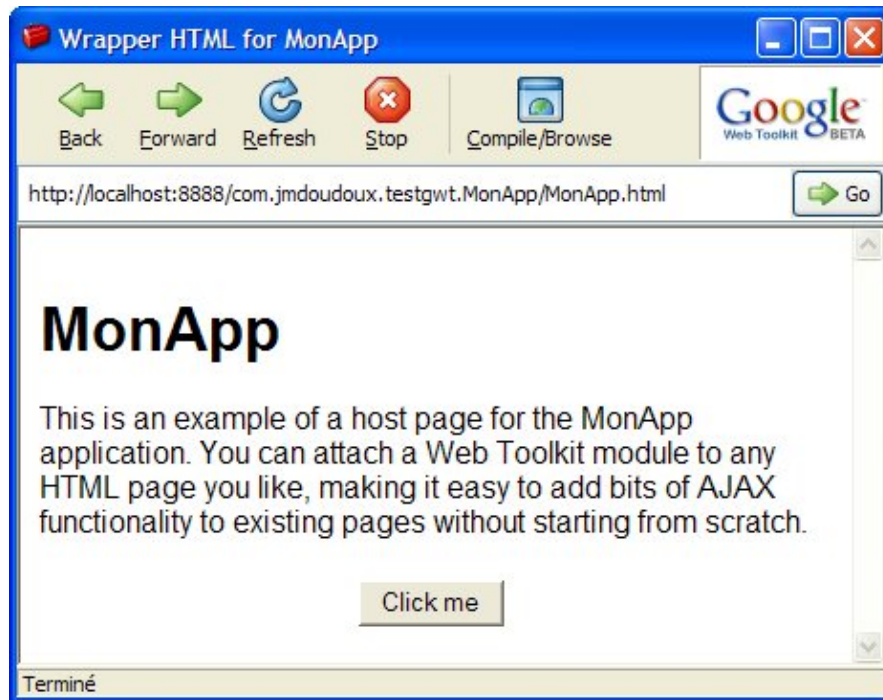 Wrapper HTML for MonApp
Back Forward Refresh Stop Compile/Browse
Google
Web Toolkit BETA
http://localhost:8888/com.jmdoudoux.testgwt.MonApp/MonApp.html Go
MonApp
This is an example of a host page for the MonApp
application. You can attach a Web Toolkit module to any
HTML page you like, making it easy to add bits of AJAX
functionality to existing pages without starting from scratch.
Click me
Terminé